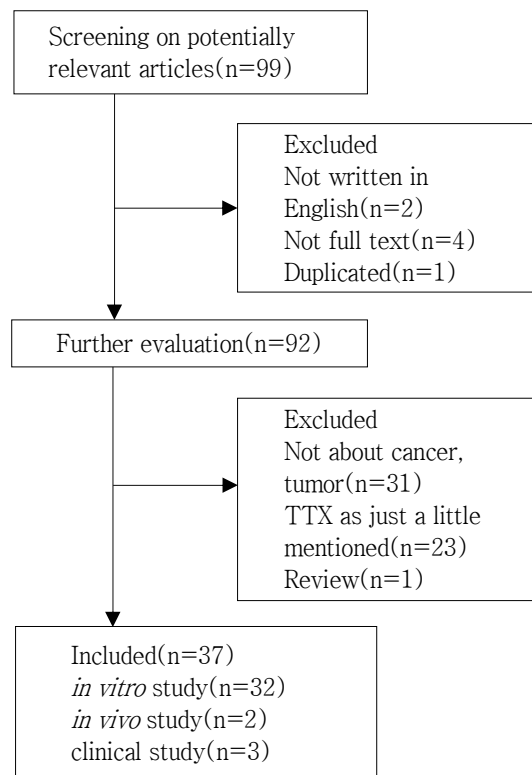 Screening on potentially
relevant articles(n=99)
Excluded
Not written in
English(n=2)
Not full text(n=4)
Duplicated(n=1)
Further evaluation(n=92)
Excluded
Not about cancer,
tumor(n=31)
TTX as just a little
mentioned(n=23)
Review(n=1)
Included(n=37)
in vitro study(n=32)
in vivo study(n=2)
clinical study(n=3)